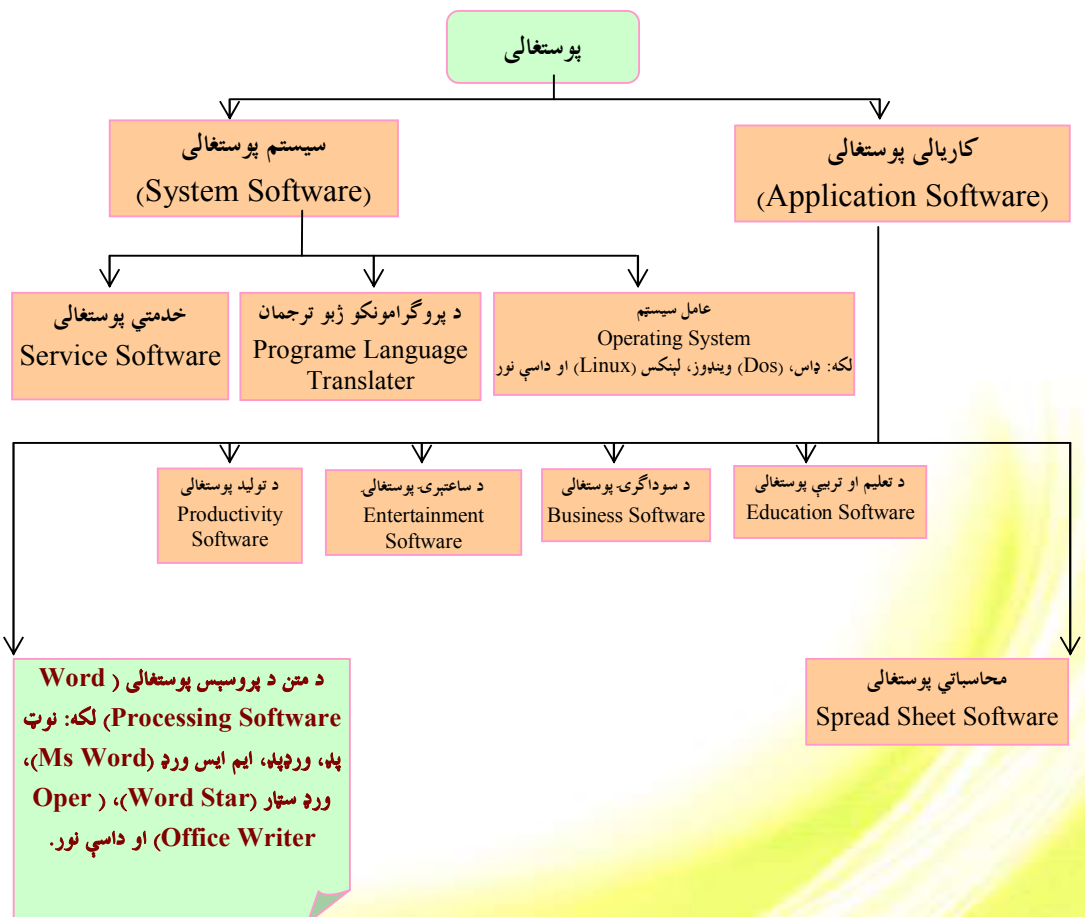 پوستغالی
سیستم پوستغالی
(System Software)
کاریالی پوستغالی
(Application Software)
خدمتي پوستغالی
Service Software
د پروگرامونکو ژبو ترجمان
Programe Language
Translater
عامل سیستم
Operating System
لکه: ډاس، (Dos) وینډوز، لېنکس (Linux) او داسې نور
د تولید پوستغالی
Productivity
Software
د ساعتېرۍ پوستغالی
Entertainment
Software
د سوداگرۍ پوستغالی
Business Software
د تعلیم او تربیې پوستغالی
Education Software
د متن د پروسېس پوستغالی (Word
Processing Software) لکه: نوټ
پډ، ورډپډ، ایم ایس ورډ (Ms Word)،
ورډ سټار (Word Star)، (Oper
Office Writer) او داسې نور.
محاسباتي پوستغالی
Spread Sheet Software